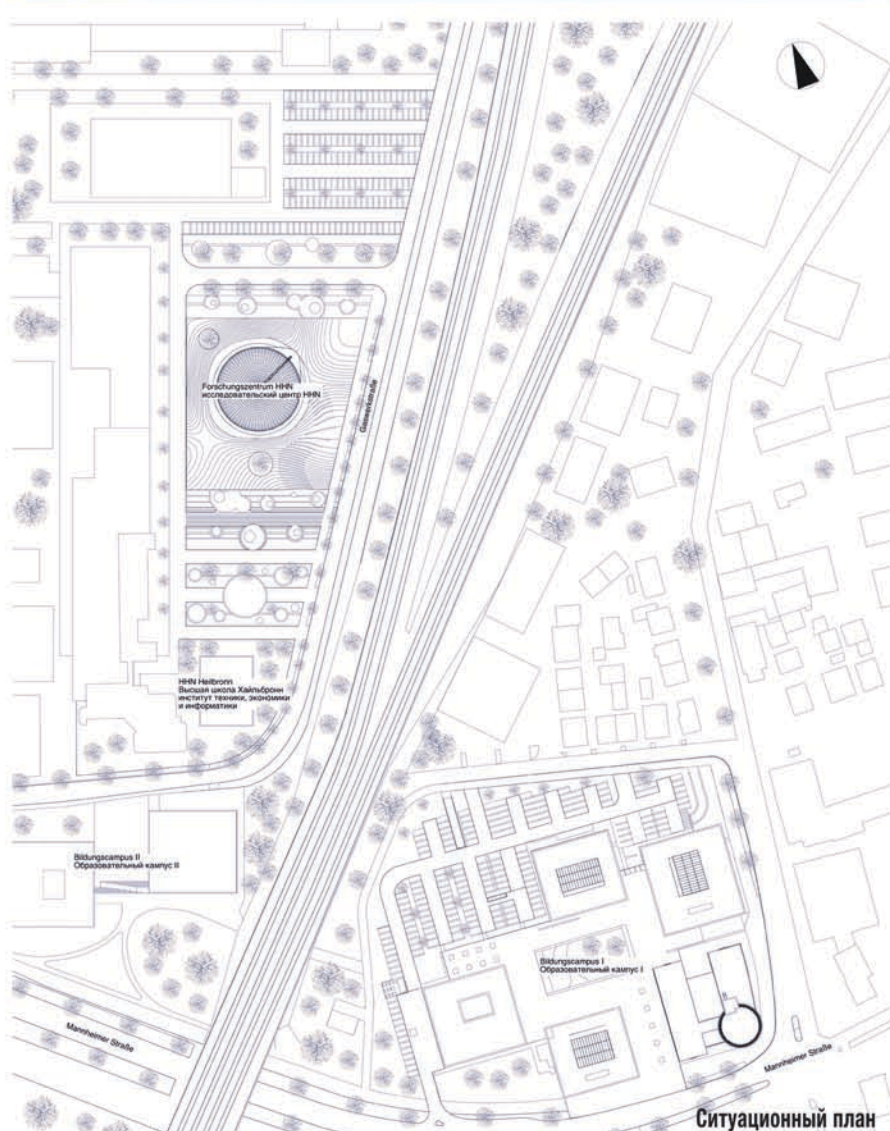 Forschungszentrum HHN
исследовательский центр HHN
Gaswerkstraße
HHN Heilbronn
Высшая школа Хайльбронн
институт техники, экономики
и информатики
Bildungscampus II
Образовательный кампус II
Bildungscampus I
Образовательный кампус I
Mannheimer Straße
Mannheimer Straße
Ситуационный план